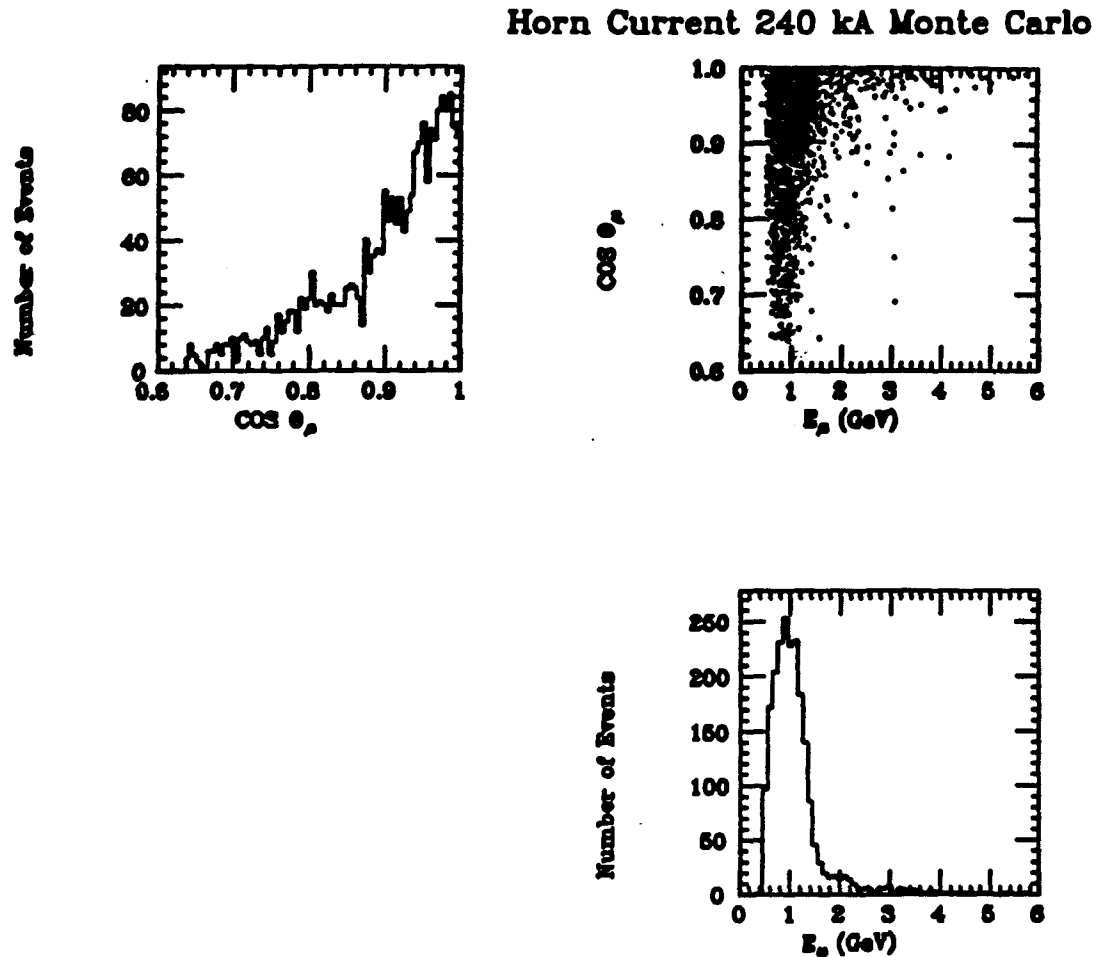 Horn Current 240 kA Monte Carlo
Number of Events
80
60
40
20
0
0.6 0.7 0.8 0.9 1
COS θμ
COS θμ
1.0
0.9
0.8
0.7
0.6
0 1 2 3 4 5 6
Eμ (GeV)
Number of Events
250
200
150
100
50
0
0 1 2 3 4 5 6
Eμ (GeV)